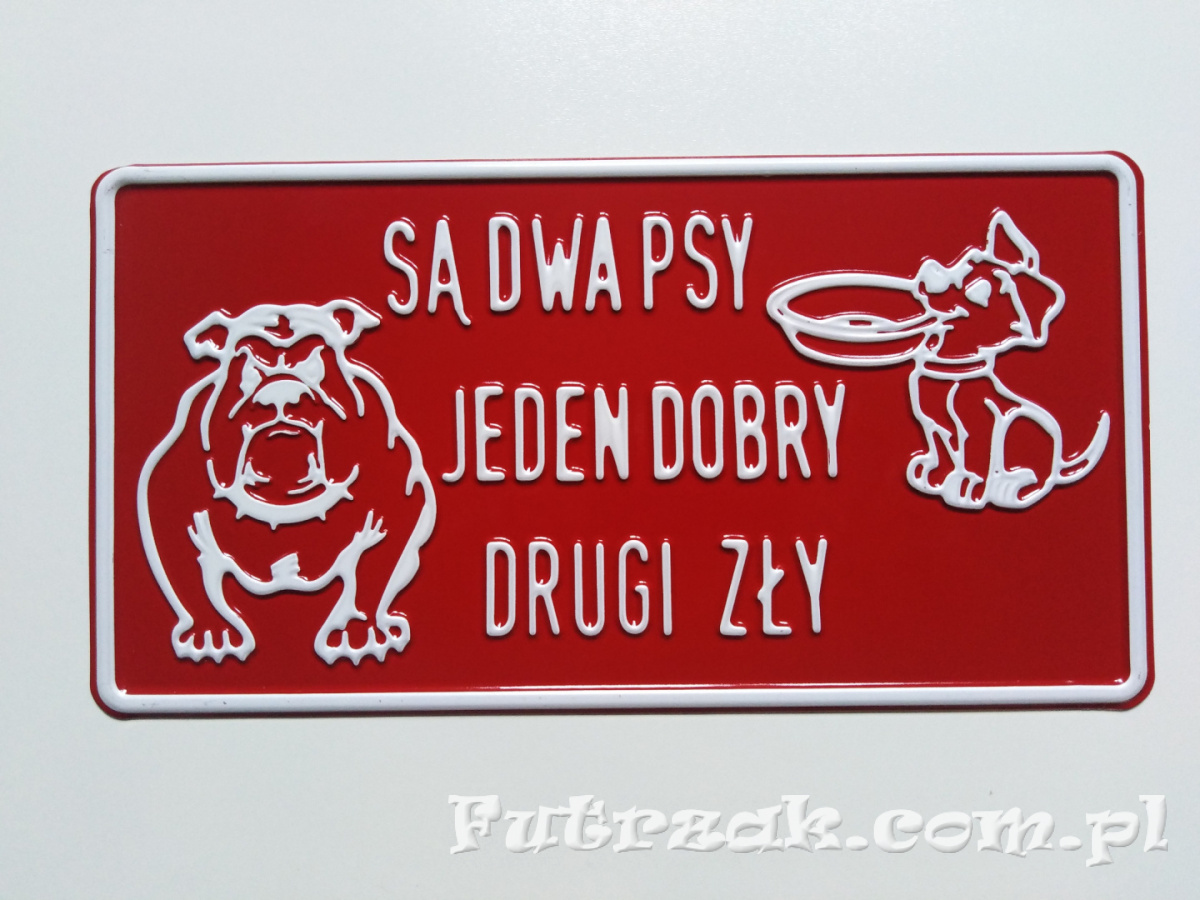 SĄ DWA PSY
JEDEN DOBRY
DRUGI ZŁY
Futrzak.com.pl